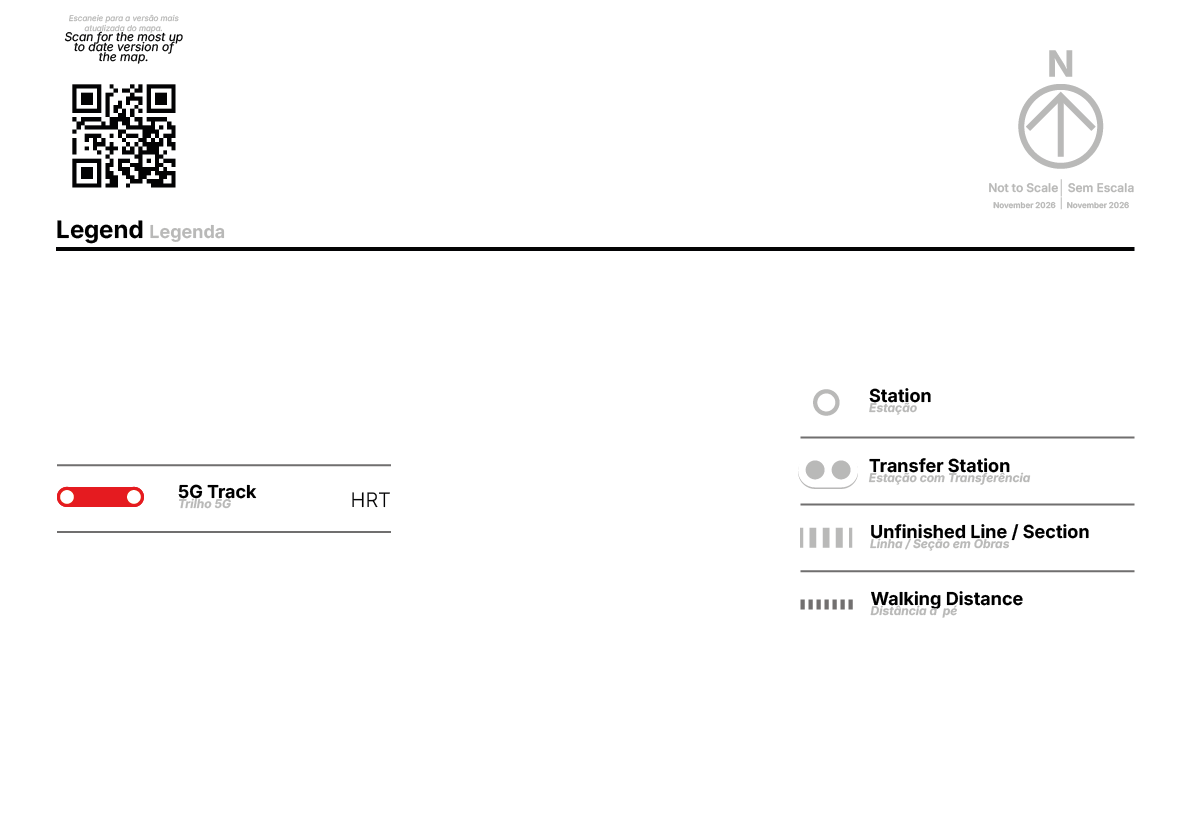 Escaneie para a versão mais
atualizada do mapa.
Scan for the most up
to date version of
the map.
N
Not to Scale Sem Escala
November 2026 November 2026
Legend Legenda
Station
Estação
Transfer Station
Estação com Transferência
5G Track HRT
Trilho 5G
Unfinished Line / Section
Linha / Seção em Obras
Walking Distance
Distância a pé